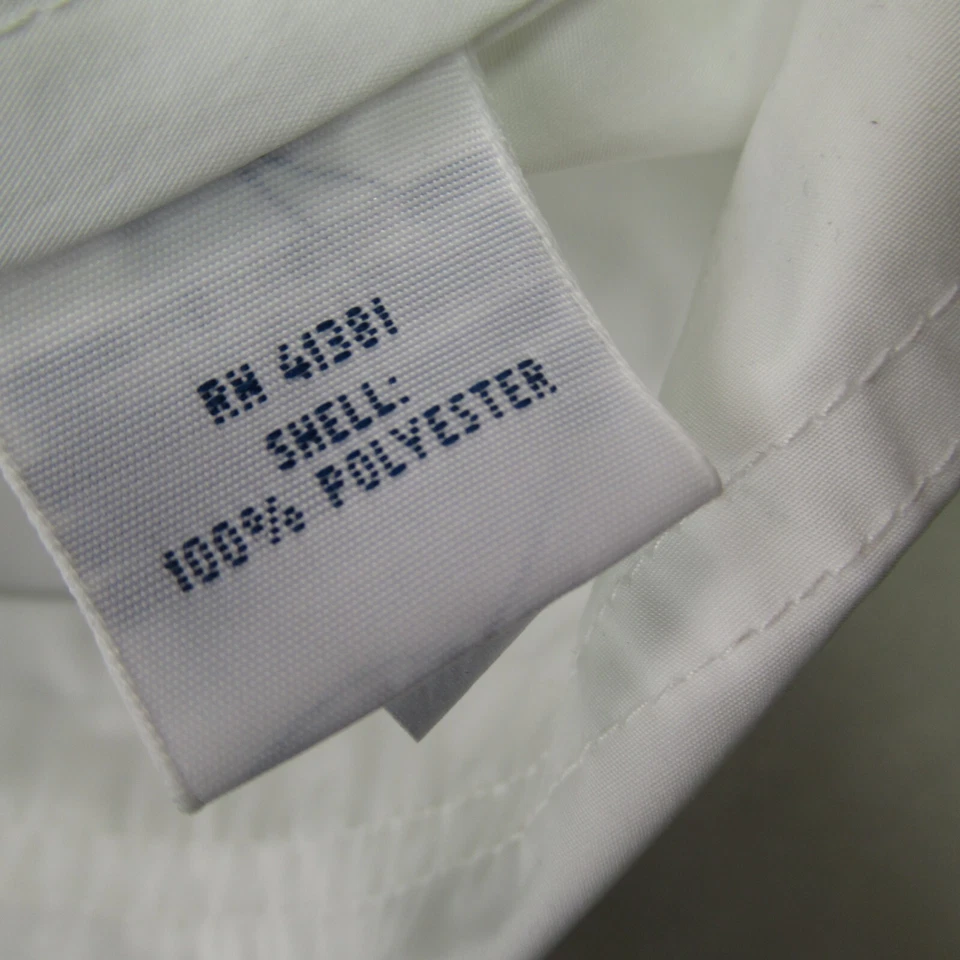 RN 41381
SHELL:
100% POLYESTER